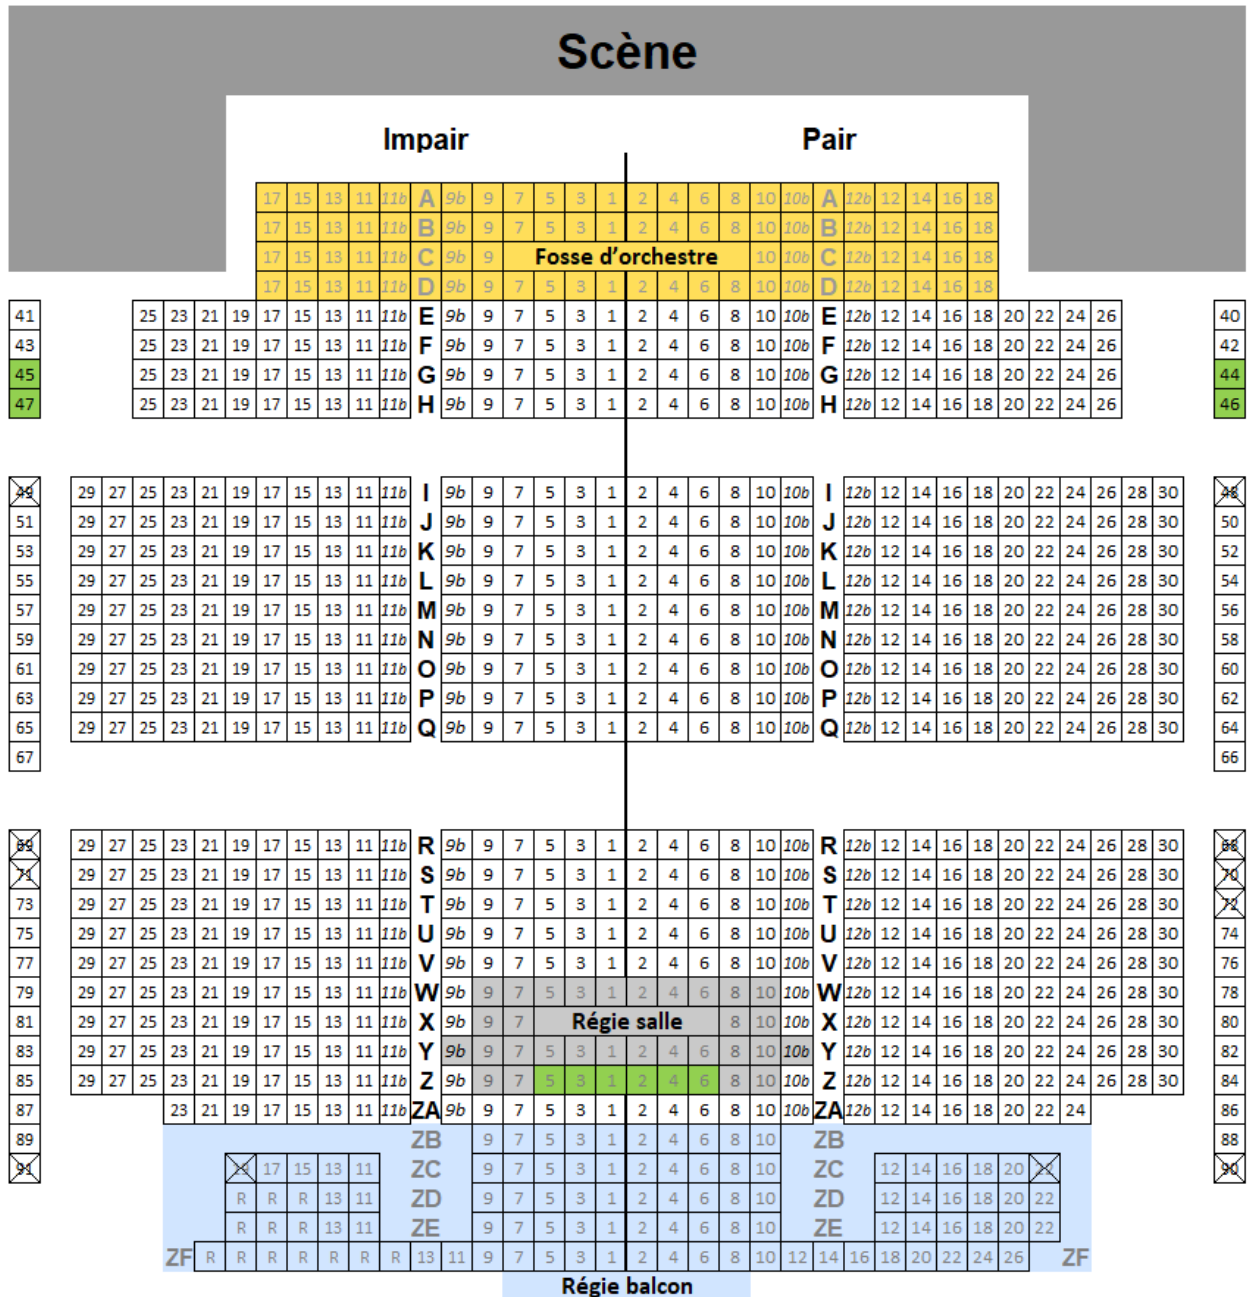 Scène
Impair Pair
17 15 13 11 11b A 9b 9 7 5 3 1 2 4 6 8 10 10b A 12b 12 14 16 18
17 15 13 11 11b B 9b 9 7 5 3 1 2 4 6 8 10 10b B 12b 12 14 16 18
17 15 13 11 11b C 9b 9 Fosse d'orchestre 10 10b C 12b 12 14 16 18
17 15 13 11 11b D 9b 9 7 5 3 1 2 4 6 8 10 10b D 12b 12 14 16 18
41 25 23 21 19 17 15 13 11 11b E 9b 9 7 5 3 1 2 4 6 8 10 10b E 12b 12 14 16 18 20 22 24 26 40
43 25 23 21 19 17 15 13 11 11b F 9b 9 7 5 3 1 2 4 6 8 10 10b F 12b 12 14 16 18 20 22 24 26 42
45 25 23 21 19 17 15 13 11 11b G 9b 9 7 5 3 1 2 4 6 8 10 10b G 12b 12 14 16 18 20 22 24 26 44
47 25 23 21 19 17 15 13 11 11b H 9b 9 7 5 3 1 2 4 6 8 10 10b H 12b 12 14 16 18 20 22 24 26 46
49 29 27 25 23 21 19 17 15 13 11 11b I 9b 9 7 5 3 1 2 4 6 8 10 10b I 12b 12 14 16 18 20 22 24 26 28 30 48
51 29 27 25 23 21 19 17 15 13 11 11b J 9b 9 7 5 3 1 2 4 6 8 10 10b J 12b 12 14 16 18 20 22 24 26 28 30 50
53 29 27 25 23 21 19 17 15 13 11 11b K 9b 9 7 5 3 1 2 4 6 8 10 10b K 12b 12 14 16 18 20 22 24 26 28 30 52
55 29 27 25 23 21 19 17 15 13 11 11b L 9b 9 7 5 3 1 2 4 6 8 10 10b L 12b 12 14 16 18 20 22 24 26 28 30 54
57 29 27 25 23 21 19 17 15 13 11 11b M 9b 9 7 5 3 1 2 4 6 8 10 10b M 12b 12 14 16 18 20 22 24 26 28 30 56
59 29 27 25 23 21 19 17 15 13 11 11b N 9b 9 7 5 3 1 2 4 6 8 10 10b N 12b 12 14 16 18 20 22 24 26 28 30 58
61 29 27 25 23 21 19 17 15 13 11 11b O 9b 9 7 5 3 1 2 4 6 8 10 10b O 12b 12 14 16 18 20 22 24 26 28 30 60
63 29 27 25 23 21 19 17 15 13 11 11b P 9b 9 7 5 3 1 2 4 6 8 10 10b P 12b 12 14 16 18 20 22 24 26 28 30 62
65 29 27 25 23 21 19 17 15 13 11 11b Q 9b 9 7 5 3 1 2 4 6 8 10 10b Q 12b 12 14 16 18 20 22 24 26 28 30 64
67 66
69 29 27 25 23 21 19 17 15 13 11 11b R 9b 9 7 5 3 1 2 4 6 8 10 10b R 12b 12 14 16 18 20 22 24 26 28 30 68
71 29 27 25 23 21 19 17 15 13 11 11b S 9b 9 7 5 3 1 2 4 6 8 10 10b S 12b 12 14 16 18 20 22 24 26 28 30 70
73 29 27 25 23 21 19 17 15 13 11 11b T 9b 9 7 5 3 1 2 4 6 8 10 10b T 12b 12 14 16 18 20 22 24 26 28 30 72
75 29 27 25 23 21 19 17 15 13 11 11b U 9b 9 7 5 3 1 2 4 6 8 10 10b U 12b 12 14 16 18 20 22 24 26 28 30 74
77 29 27 25 23 21 19 17 15 13 11 11b V 9b 9 7 5 3 1 2 4 6 8 10 10b V 12b 12 14 16 18 20 22 24 26 28 30 76
79 29 27 25 23 21 19 17 15 13 11 11b W 9b 9 7 5 3 1 2 4 6 8 10 10b W 12b 12 14 16 18 20 22 24 26 28 30 78
81 29 27 25 23 21 19 17 15 13 11 11b X 9b 9 7 Régie salle 8 10 10b X 12b 12 14 16 18 20 22 24 26 28 30 80
83 29 27 25 23 21 19 17 15 13 11 11b Y 9b 9 7 5 3 1 2 4 6 8 10 10b Y 12b 12 14 16 18 20 22 24 26 28 30 82
85 29 27 25 23 21 19 17 15 13 11 11b Z 9b 9 7 5 3 1 2 4 6 8 10 10b Z 12b 12 14 16 18 20 22 24 26 28 30 84
87 23 21 19 17 15 13 11 11b ZA 9b 9 7 5 3 1 2 4 6 8 10 10b ZA 12b 12 14 16 18 20 22 24 86
89 ZB 9 7 5 3 1 2 4 6 8 10 ZB 88
91 19 17 15 13 11 ZC 9 7 5 3 1 2 4 6 8 10 ZC 12 14 16 18 20 22 90
R R R 13 11 ZD 9 7 5 3 1 2 4 6 8 10 ZD 12 14 16 18 20 22
R R R 13 11 ZE 9 7 5 3 1 2 4 6 8 10 ZE 12 14 16 18 20 22
ZF R R R R R R R 13 11 9 7 5 3 1 2 4 6 8 10 12 14 16 18 20 22 24 26 ZF
Régie balcon